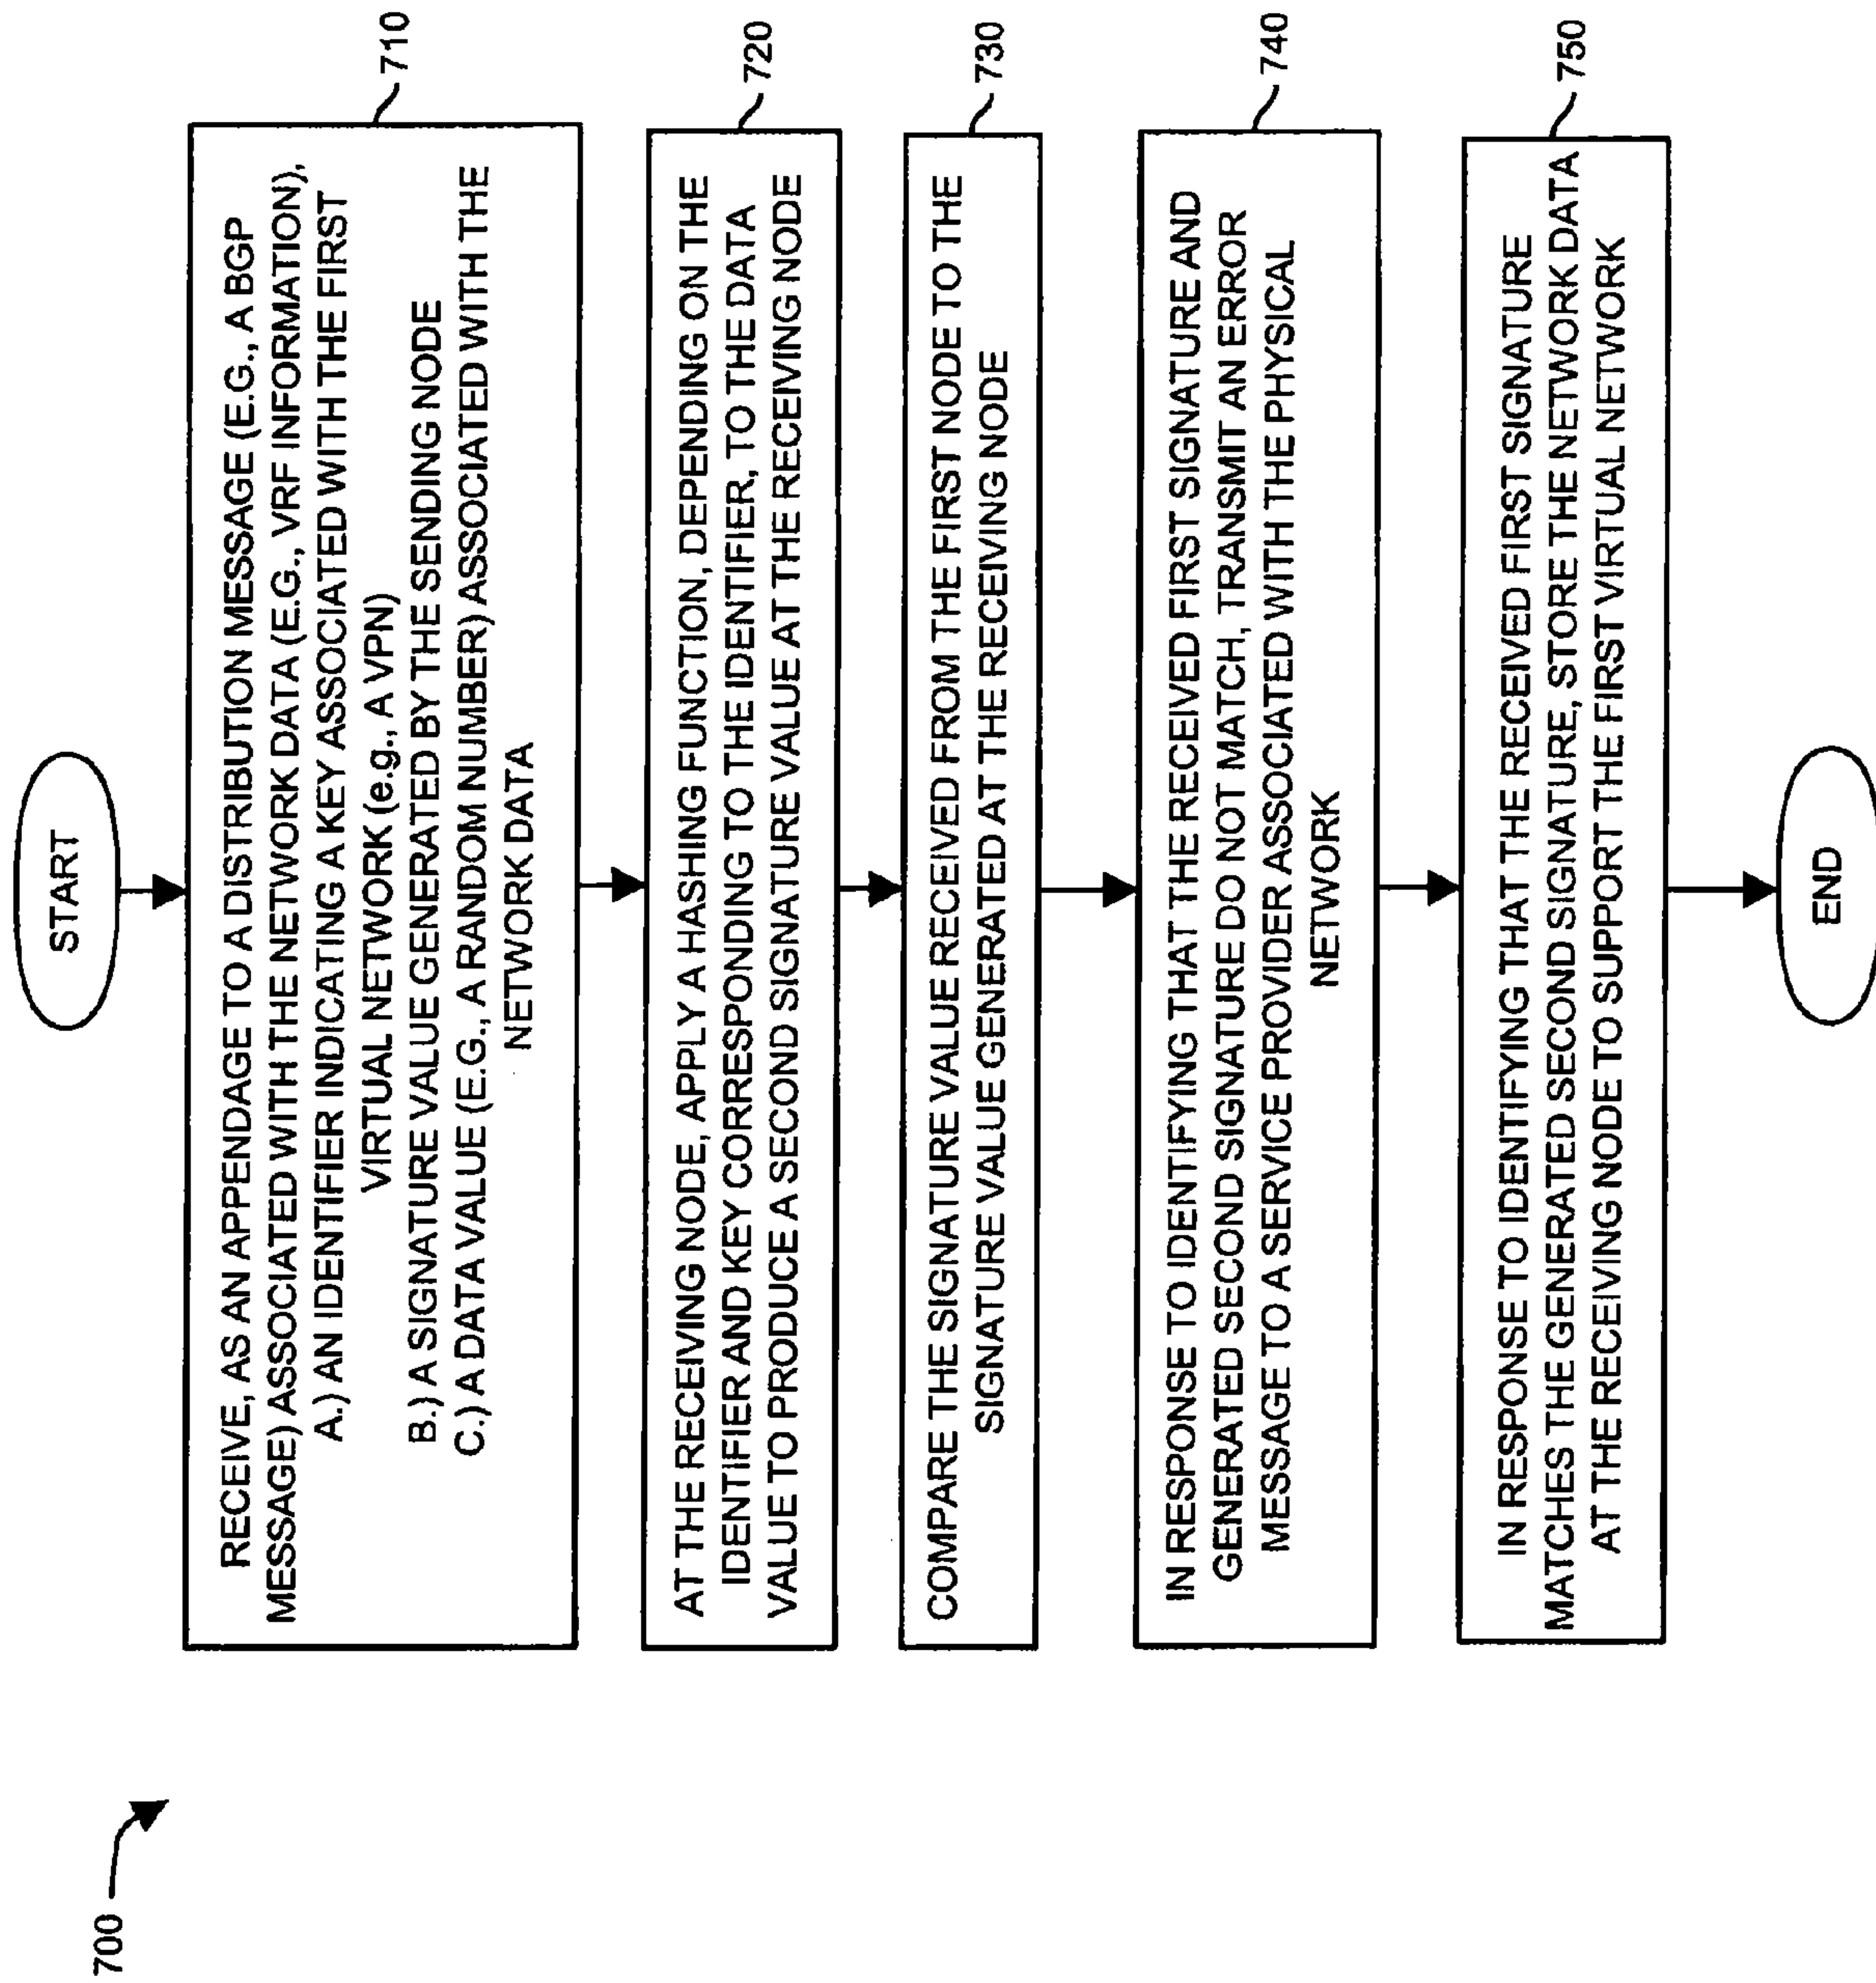 700
START
RECEIVE, AS AN APPENDAGE TO A DISTRIBUTION MESSAGE (E.G., A BGP
MESSAGE) ASSOCIATED WITH THE NETWORK DATA (E.G., VRF INFORMATION),
A.) AN IDENTIFIER INDICATING A KEY ASSOCIATED WITH THE FIRST
VIRTUAL NETWORK (e.g., A VPN)
B.) A SIGNATURE VALUE GENERATED BY THE SENDING NODE
C.) A DATA VALUE (E.G., A RANDOM NUMBER) ASSOCIATED WITH THE
NETWORK DATA
710
AT THE RECEIVING NODE, APPLY A HASHING FUNCTION, DEPENDING ON THE
IDENTIFIER AND KEY CORRESPONDING TO THE IDENTIFIER, TO THE DATA
VALUE TO PRODUCE A SECOND SIGNATURE VALUE AT THE RECEIVING NODE
720
COMPARE THE SIGNATURE VALUE RECEIVED FROM THE FIRST NODE TO THE
SIGNATURE VALUE GENERATED AT THE RECEIVING NODE
730
IN RESPONSE TO IDENTIFYING THAT THE RECEIVED FIRST SIGNATURE AND
GENERATED SECOND SIGNATURE DO NOT MATCH, TRANSMIT AN ERROR
MESSAGE TO A SERVICE PROVIDER ASSOCIATED WITH THE PHYSICAL
NETWORK
740
IN RESPONSE TO IDENTIFYING THAT THE RECEIVED FIRST SIGNATURE
MATCHES THE GENERATED SECOND SIGNATURE, STORE THE NETWORK DATA
AT THE RECEIVING NODE TO SUPPORT THE FIRST VIRTUAL NETWORK
750
END